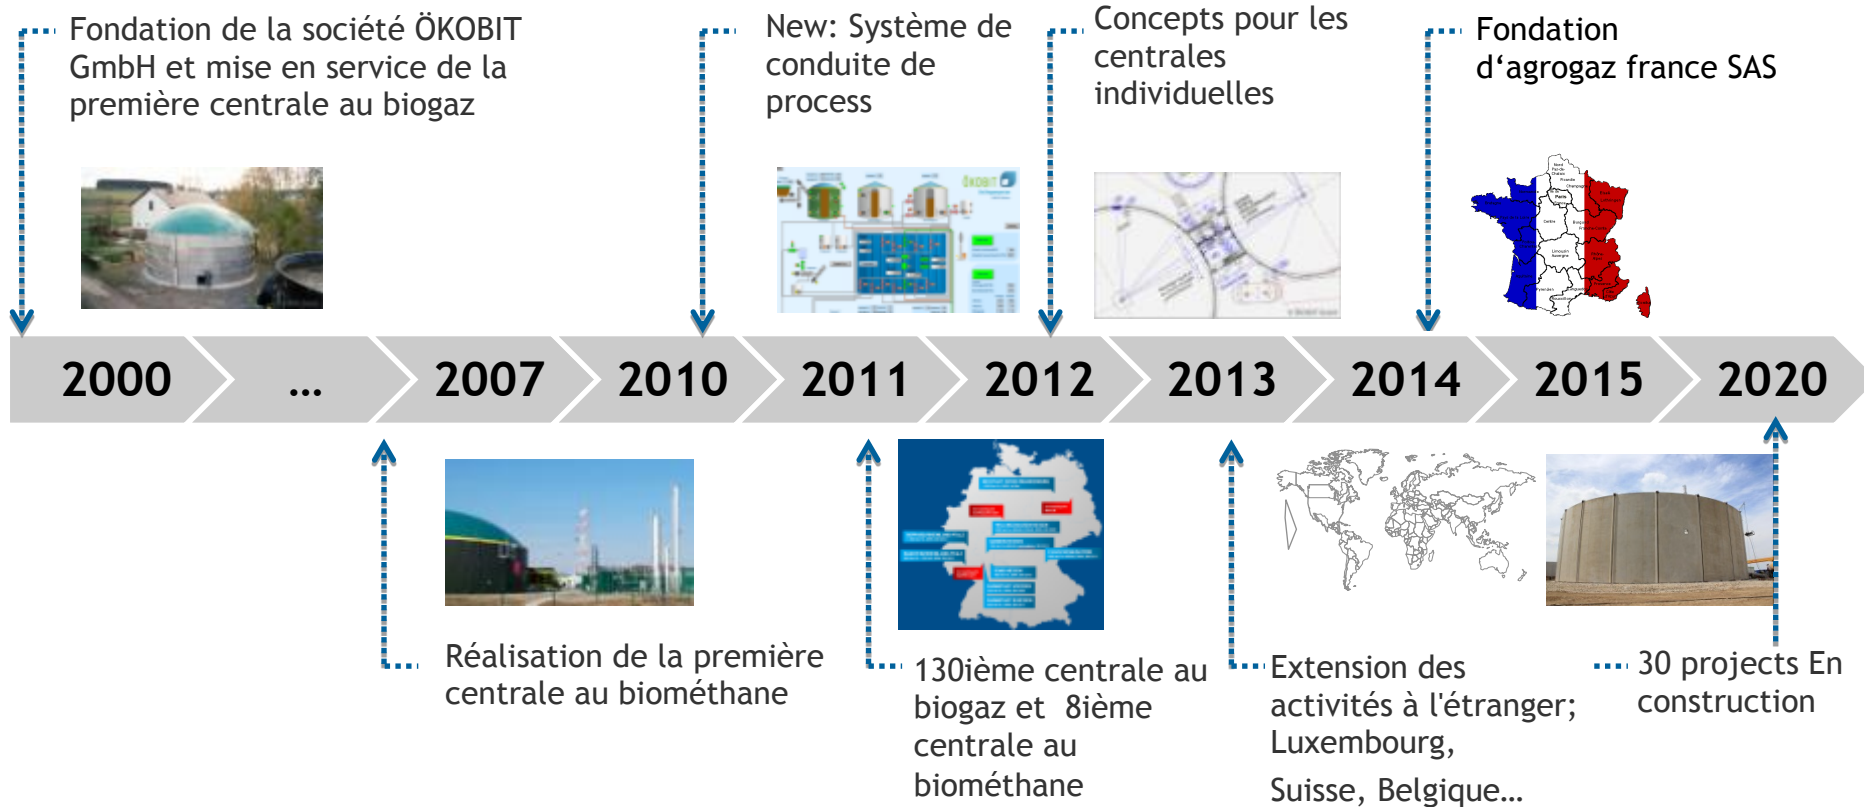 Fondation de la société ÖKOBIT
GmbH et mise en service de la
première centrale au biogaz
New: Système de
conduite de
process
Concepts pour les
centrales
individuelles
Fondation
d‘agrogaz france SAS
ÖKOBIT
Paris
Centre
2000
...
2007
2010
2011
2012
2013
2014
2015
2020
Réalisation de la première
centrale au biométhane
130ième centrale au
biogaz et 8ième
centrale au
biométhane
Extension des
activités à l'étranger;
Luxembourg,
Suisse, Belgique…
30 projects En
construction